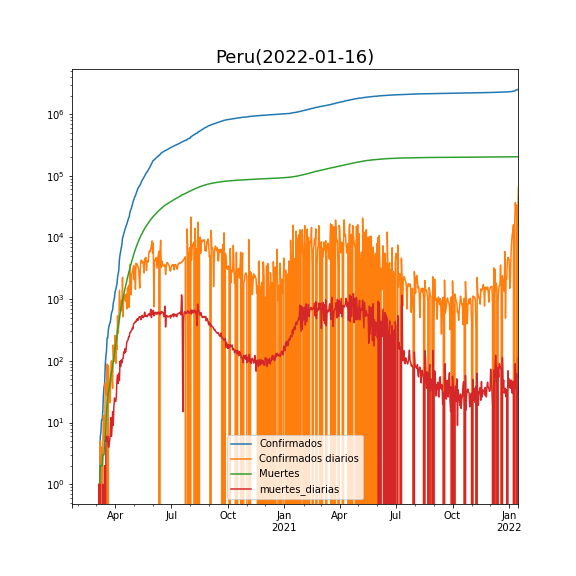 Peru(2022-01-16)
10⁶
10⁵
10⁴
10³
10²
10¹
10⁰
Confirmados
Confirmados diarios
Muertes
muertes_diarias
Apr Jul Oct Jan Apr Jul Oct Jan
2021 2022